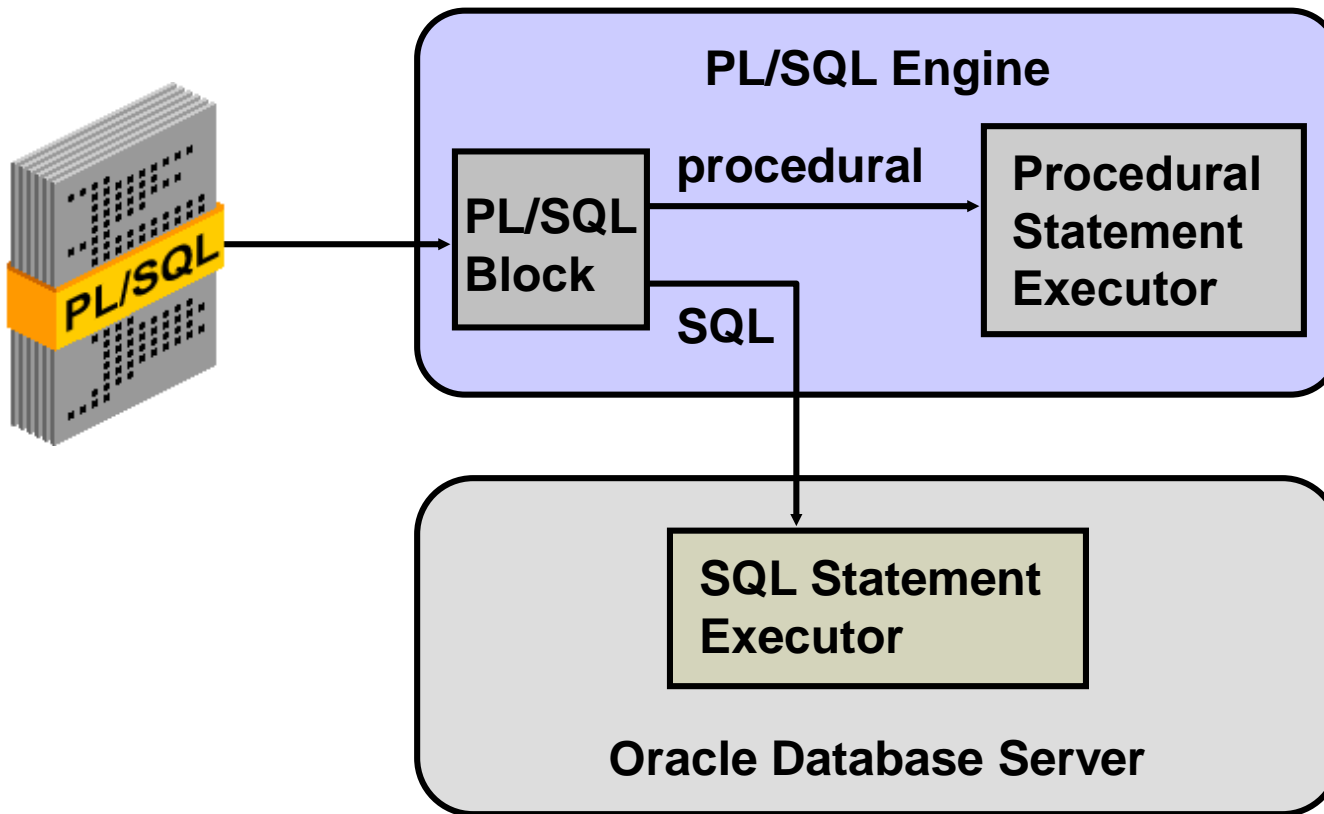 PL/SQL Engine
procedural
Procedural
Statement
Executor
PL/SQL
Block
PL/SQL
SQL
SQL Statement
Executor
Oracle Database Server